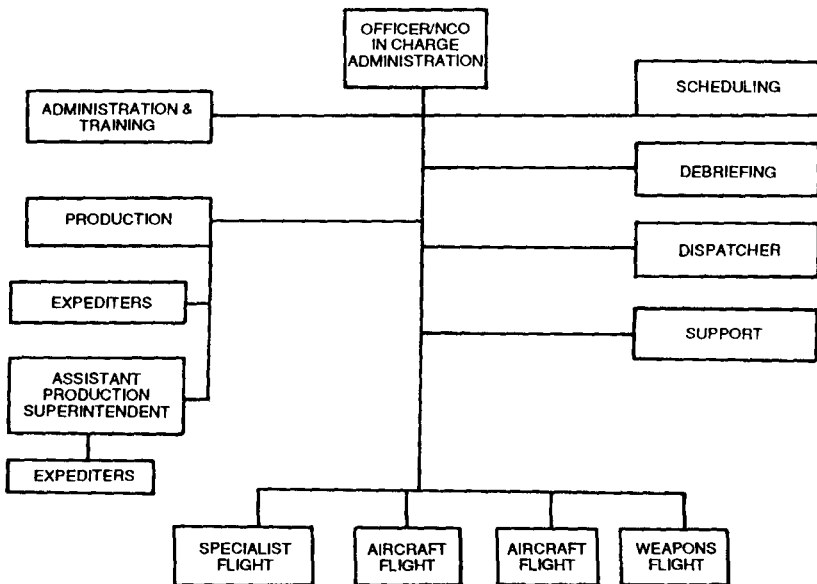 OFFICER/NCO
IN CHARGE
ADMINISTRATION
ADMINISTRATION &
TRAINING
SCHEDULING
DEBRIEFING
PRODUCTION
DISPATCHER
EXPEDITERS
SUPPORT
ASSISTANT
PRODUCTION
SUPERINTENDENT
EXPEDITERS
SPECIALIST
FLIGHT
AIRCRAFT
FLIGHT
AIRCRAFT
FLIGHT
WEAPONS
FLIGHT